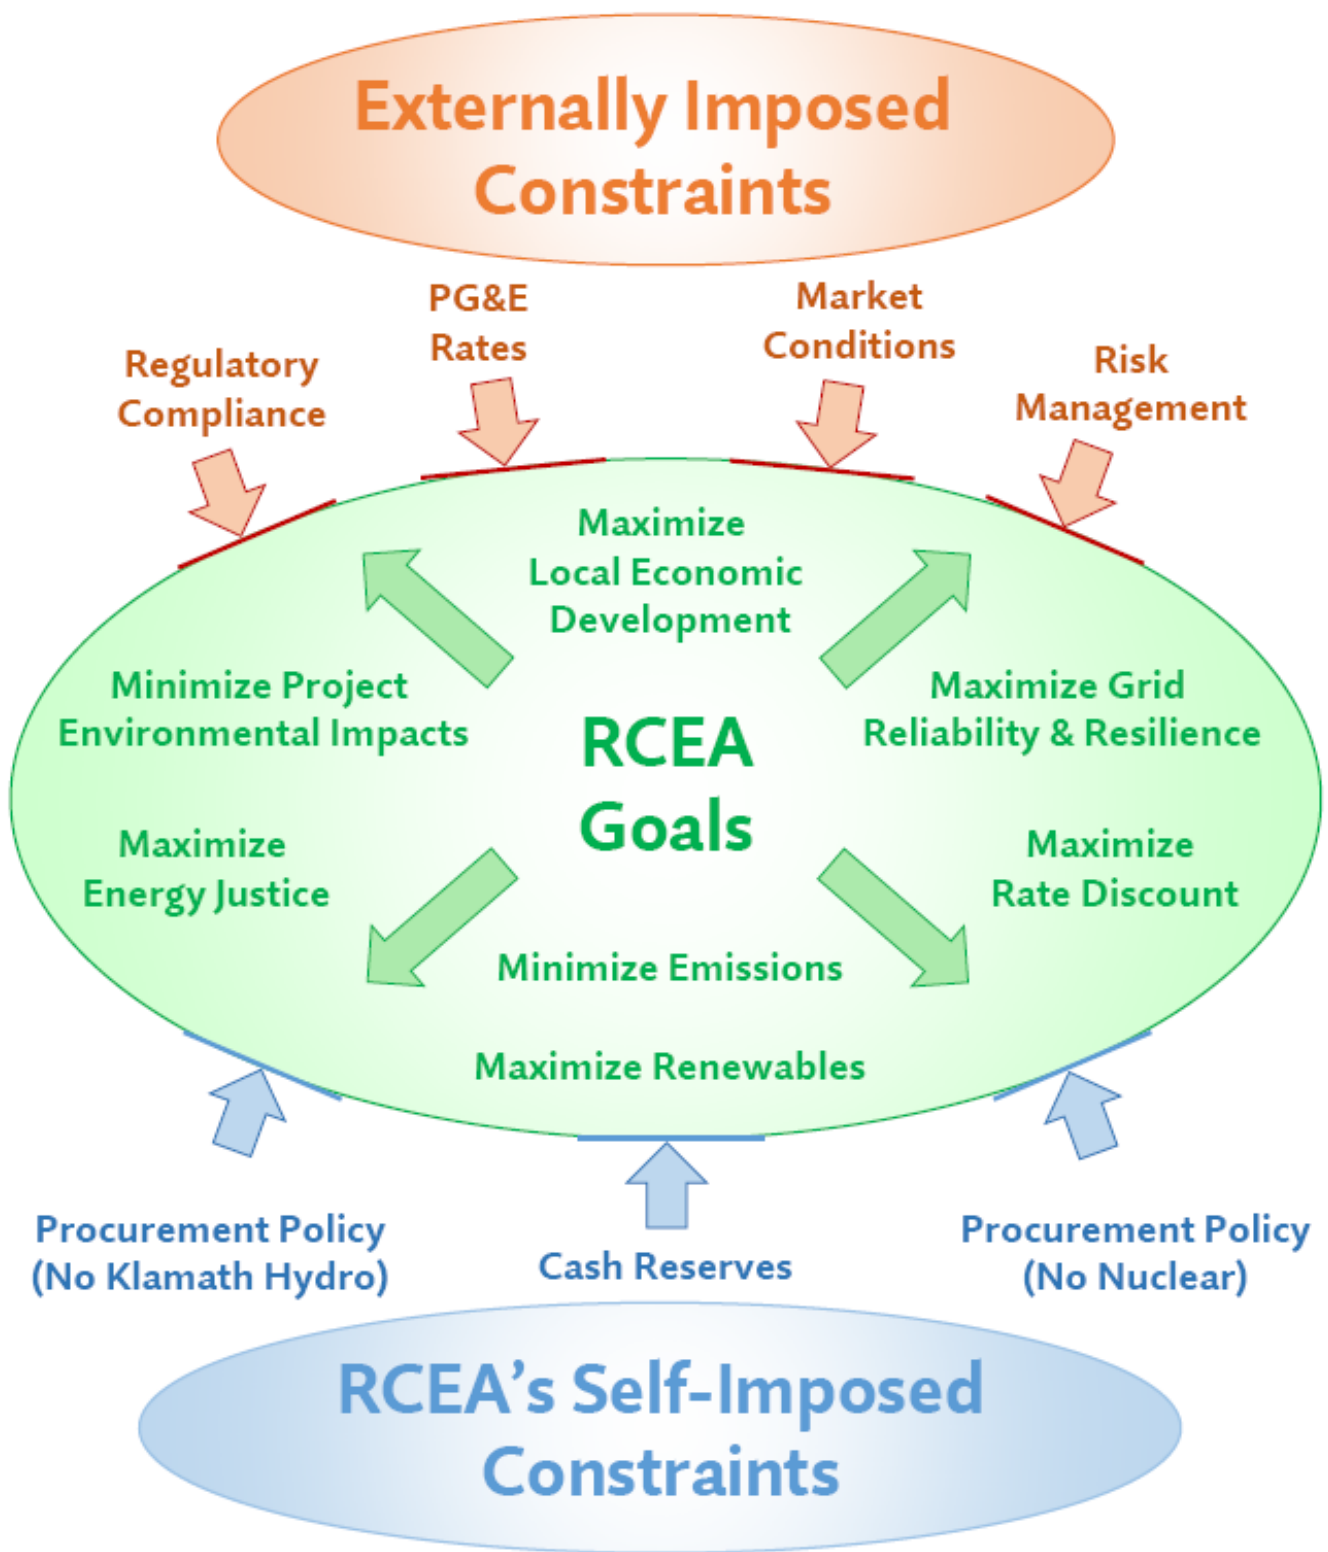 Externally Imposed
Constraints
PG&E
Rates
Market
Conditions
Regulatory
Compliance
Risk
Management
Maximize
Local Economic
Development
Minimize Project
Environmental Impacts
Maximize Grid
Reliability & Resilience
RCEA
Goals
Maximize
Energy Justice
Maximize
Rate Discount
Minimize Emissions
Maximize Renewables
Procurement Policy
(No Klamath Hydro)
Cash Reserves
Procurement Policy
(No Nuclear)
RCEA’s Self-Imposed
Constraints